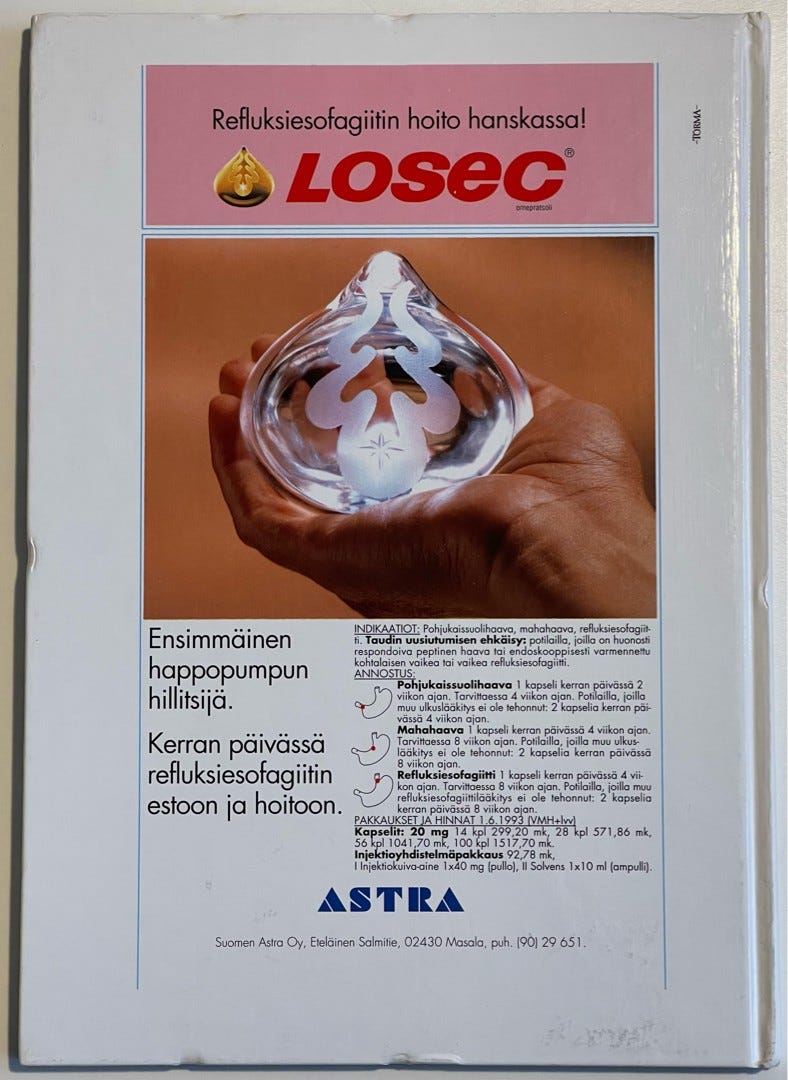 Refluksiesofagiitin hoito hanskassa!
LOSEC®
omepratsoli
-TORMA-
Ensimmäinen
happopumpun
hillitsijä.
Kerran päivässä
refluksiesofagiitin
estoon ja hoitoon.
INDIKAATIOT: Pohjukaissuolihaava, mahahaava, refluksiesofagiit-
ti. Taudin uusiutumisen ehkäisy: potilailla, joilla on huonosti
respondoiva peptinen haava tai endoskooppisesti varmennettu
kohtalaisen vaikea tai vaikea refluksiesofagiitti.
ANNOSTUS:
Pohjukaissuolihaava 1 kapseli kerran päivässä 2
viikon ajan. Tarvittaessa 4 viikon ajan. Potilailla, joilla
muu ulkuslääkitys ei ole tehonnut: 2 kapselia kerran päi-
vässä 4 viikon ajan.
Mahahaava 1 kapseli kerran päivässä 4 viikon ajan.
Tarvittaessa 8 viikon ajan. Potilailla, joilla muu ulkus-
lääkitys ei ole tehonnut: 2 kapselia kerran päivässä
8 viikon ajan.
Refluksiesofagiitti 1 kapseli kerran päivässä 4 vii-
kon ajan. Tarvittaessa 8 viikon ajan. Potilailla, joilla muu
refluksiesofagiittilääkitys ei ole tehonnut: 2 kapselia
kerran päivässä 8 viikon ajan.
PAKKAUKSET JA HINNAT 1.6.1993 (VMH+lvv)
Kapselit: 20 mg 14 kpl 299,20 mk, 28 kpl 571,86 mk,
56 kpl 1041,70 mk, 100 kpl 1517,70 mk.
Injektioyhdistelmäpakkaus 92,78 mk,
I Injektiokuiva-aine 1x40 mg (pullo), II Solvens 1x10 ml (ampulli).
ASTRA
Suomen Astra Oy, Eteläinen Salmitie, 02430 Masala, puh. (90) 29 651.